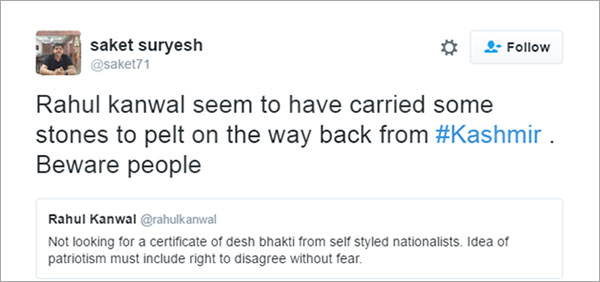 saket suryesh
@saket71
Follow
Rahul kanwal seem to have carried some
stones to pelt on the way back from #Kashmir .
Beware people
Rahul Kanwal @rahulkanwal
Not looking for a certificate of desh bhakti from self styled nationalists. Idea of
patriotism must include right to disagree without fear.